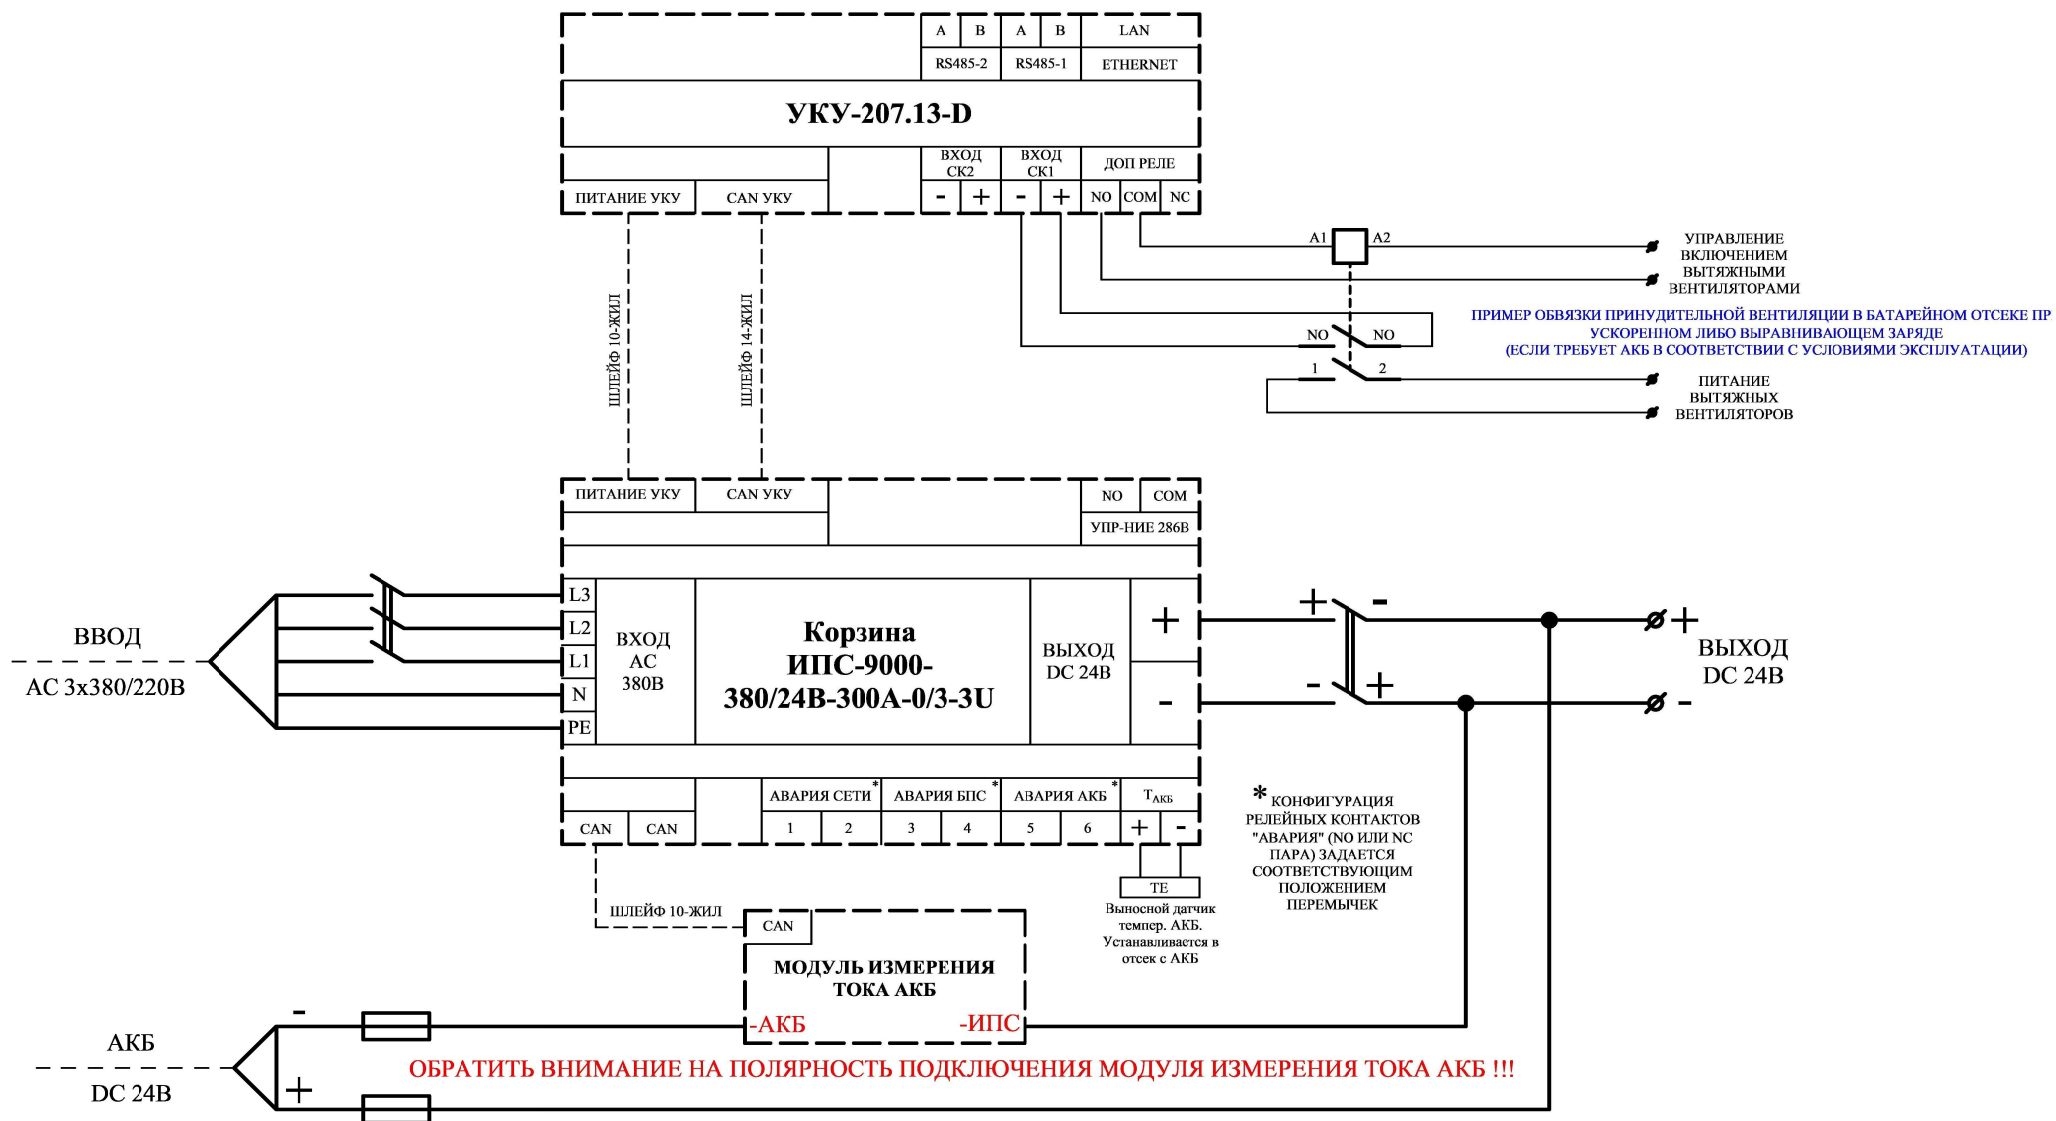 A B A B LAN
RS485-2 RS485-1 ETHERNET
УКУ-207.13-D
ВХОД СК2 ВХОД СК1 ДОП РЕЛЕ
ПИТАНИЕ УКУ CAN УКУ - + - + NO COM NC
A1 A2
УПРАВЛЕНИЕ
ВКЛЮЧЕНИЕМ
ВЫТЯЖНЫМИ
ВЕНТИЛЯТОРАМИ
ШЛЕЙФ 10-ЖИЛ
ШЛЕЙФ 14-ЖИЛ
ПРИМЕР ОБВЯЗКИ ПРИНУДИТЕЛЬНОЙ ВЕНТИЛЯЦИИ В БАТАРЕЙНОМ ОТСЕКЕ ПР
УСКОРЕННОМ ЛИБО ВЫРАВНИВАЮЩЕМ ЗАРЯДЕ
(ЕСЛИ ТРЕБУЕТ АКБ В СООТВЕТСТВИИ С УСЛОВИЯМИ ЭКСПЛУАТАЦИИ)
NO NO
1 2
ПИТАНИЕ
ВЫТЯЖНЫХ
ВЕНТИЛЯТОРОВ
ПИТАНИЕ УКУ CAN УКУ NO COM
УПР-НИЕ 286В
ВВОД
AC 3x380/220В
L3
L2
L1
N
PE
ВХОД
AC
380В
Корзина
ИПС-9000-
380/24В-300А-0/3-3U
ВЫХОД
DC 24В
+
-
+ -
- +
+
-
ВЫХОД
DC 24В
АВАРИЯ СЕТИ* АВАРИЯ БПС* АВАРИЯ АКБ* TАКБ
CAN CAN 1 2 3 4 5 6 + -
TE
Выносной датчик
темпер. АКБ.
Устанавливается в
отсек с АКБ
* КОНФИГУРАЦИЯ
РЕЛЕЙНЫХ КОНТАКТОВ
"АВАРИЯ" (NO ИЛИ NC
ПАРА) ЗАДАЕТСЯ
СООТВЕТСТВУЮЩИМ
ПОЛОЖЕНИЕМ
ПЕРЕМЫЧЕК
ШЛЕЙФ 10-ЖИЛ
CAN
МОДУЛЬ ИЗМЕРЕНИЯ
ТОКА АКБ
-АКБ -ИПС
АКБ
DC 24В
-
+
ОБРАТИТЬ ВНИМАНИЕ НА ПОЛЯРНОСТЬ ПОДКЛЮЧЕНИЯ МОДУЛЯ ИЗМЕРЕНИЯ ТОКА АКБ !!!